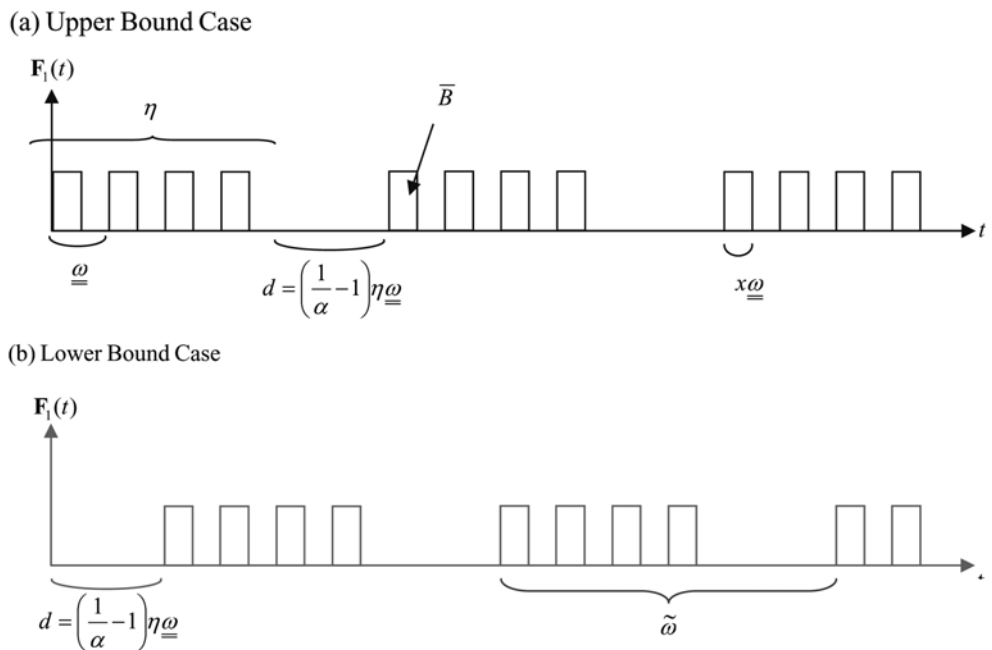 (a) Upper Bound Case
F₁(t)
η
B̅
t
ω̳
d = (1/α − 1)ηω̳
xω̳
(b) Lower Bound Case
F₁(t)
d = (1/α − 1)ηω̳
ω̃